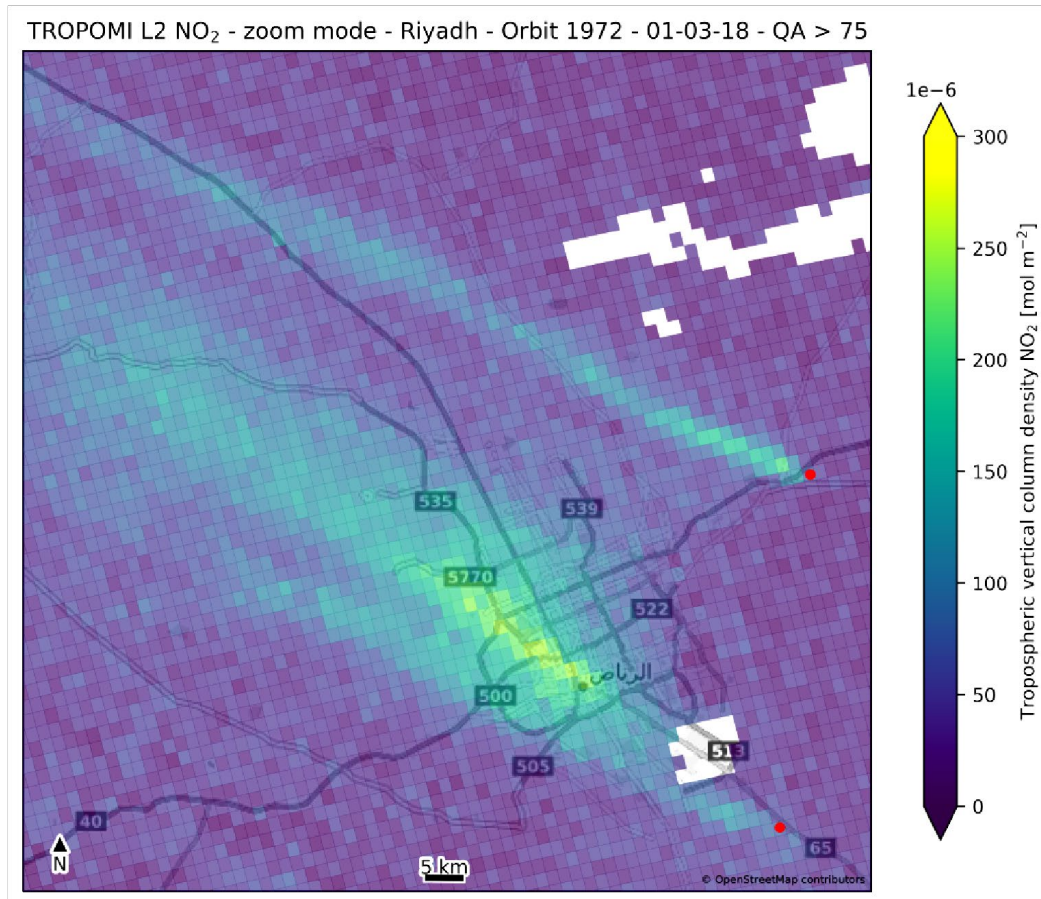 TROPOMI L2 NO₂ - zoom mode - Riyadh - Orbit 1972 - 01-03-18 - QA > 75
1e−6
300
250
200
150
100
50
0
Tropospheric vertical column density NO₂ [mol m⁻²]
535
539
5770
522
الرياض
500
513
505
40
65
N
5 km
© OpenStreetMap contributors